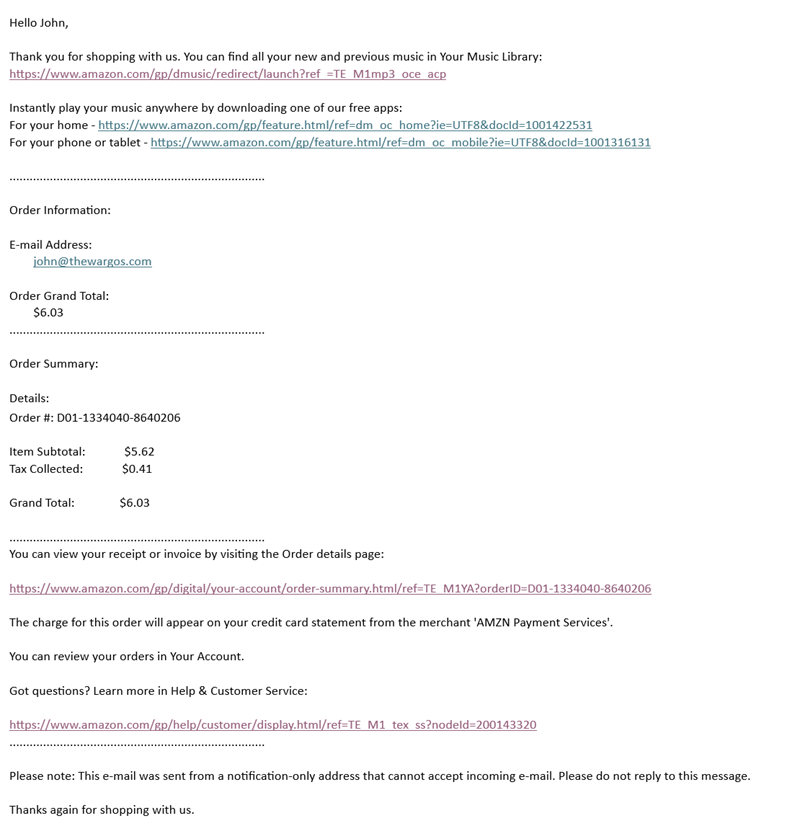 Hello John,
Thank you for shopping with us. You can find all your new and previous music in Your Music Library:
https://www.amazon.com/gp/dmusic/redirect/launch?ref_=TE_M1mp3_oce_acp
Instantly play your music anywhere by downloading one of our free apps:
For your home - https://www.amazon.com/gp/feature.html/ref=dm_oc_home?ie=UTF8&docId=1001422531
For your phone or tablet - https://www.amazon.com/gp/feature.html/ref=dm_oc_mobile?ie=UTF8&docId=1001316131
............................................................................
Order Information:
E-mail Address:
john@thewargos.com
Order Grand Total:
$6.03
............................................................................
Order Summary:
Details:
Order #: D01-1334040-8640206
Item Subtotal: $5.62
Tax Collected: $0.41
Grand Total: $6.03
............................................................................
You can view your receipt or invoice by visiting the Order details page:
https://www.amazon.com/gp/digital/your-account/order-summary.html/ref=TE_M1YA?orderID=D01-1334040-8640206
The charge for this order will appear on your credit card statement from the merchant 'AMZN Payment Services'.
You can review your orders in Your Account.
Got questions? Learn more in Help & Customer Service:
https://www.amazon.com/gp/help/customer/display.html/ref=TE_M1_tex_ss?nodeId=200143320
............................................................................
Please note: This e-mail was sent from a notification-only address that cannot accept incoming e-mail. Please do not reply to this message.
Thanks again for shopping with us.